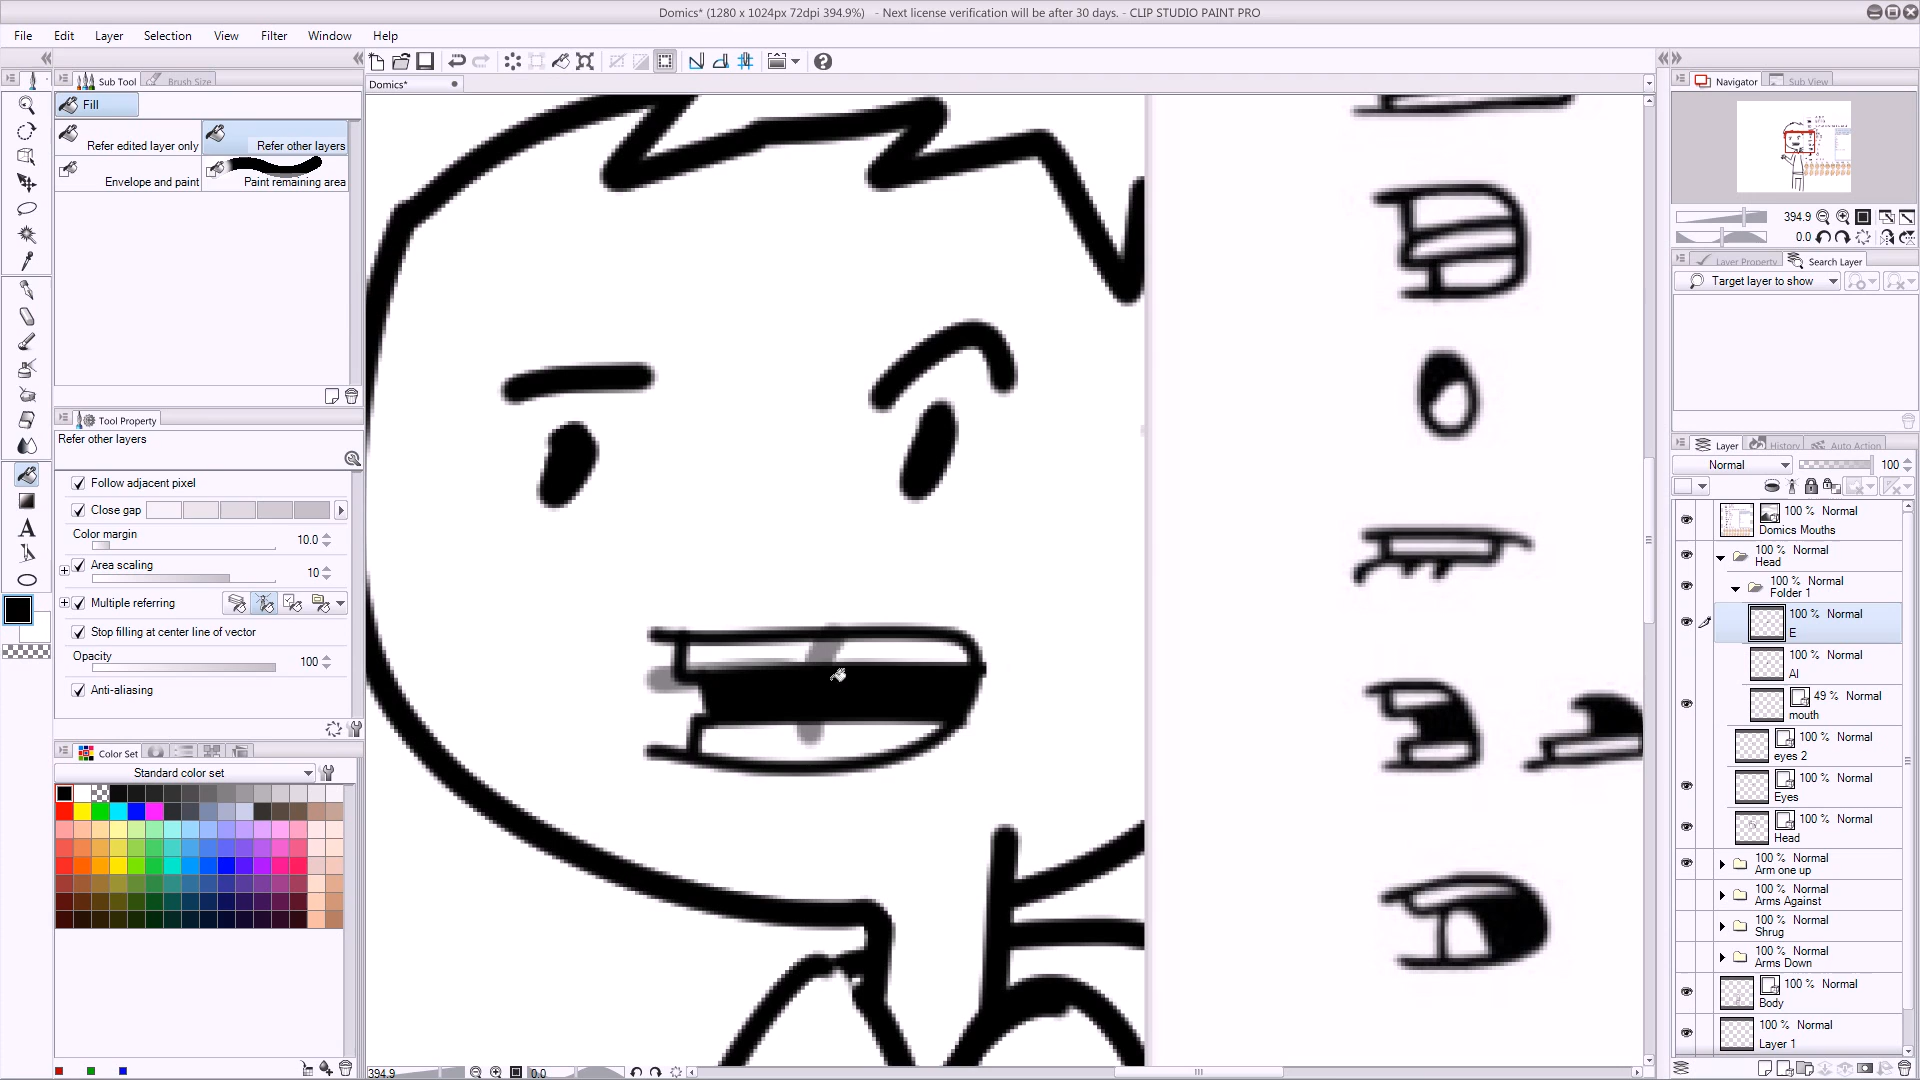 Domics* (1280 x 1024px 72dpi 394.9%) - Next license verification will be after 30 days. - CLIP STUDIO PAINT PRO
File Edit Layer Selection View Filter Window Help
Sub Tool Brush Size
Domics*
Navigator Sub View
Fill
Refer edited layer only Refer other layers
Envelope and paint Paint remaining area
394.9
0.0
Layer Property Search Layer
Target layer to show
Tool Property
Refer other layers
Follow adjacent pixel
Close gap
Color margin 10.0
Area scaling 10
Multiple referring
Stop filling at center line of vector
Opacity 100
Anti-aliasing
Layer History Auto Action
Normal 100
100 % Normal
Domics Mouths
100 % Normal
Head
100 % Normal
Folder 1
100 % Normal
E
100 % Normal
AI
49 % Normal
mouth
100 % Normal
eyes 2
100 % Normal
Eyes
100 % Normal
Head
100 % Normal
Arm one up
100 % Normal
Arms Against
100 % Normal
Shrug
100 % Normal
Arms Down
100 % Normal
Body
100 % Normal
Layer 1
Color Set
Standard color set
394.9 0.0